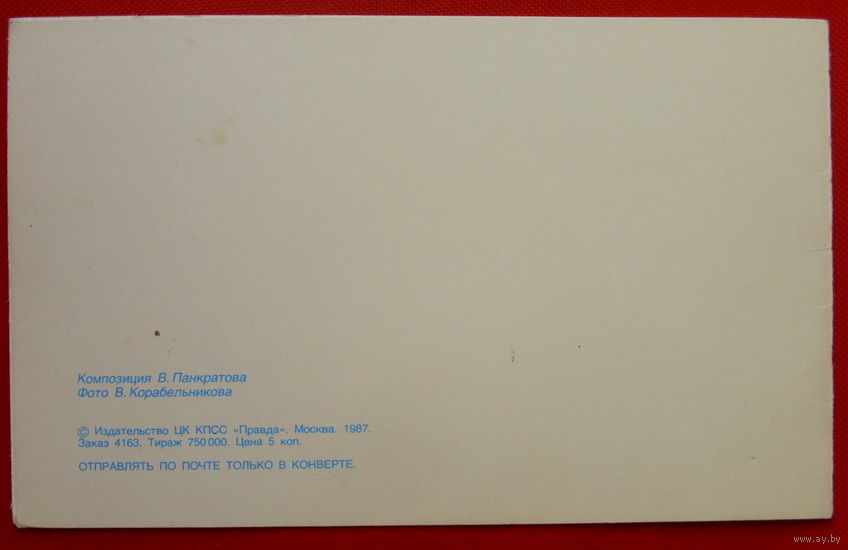 Композиция В. Панкратова
Фото В. Корабельникова
© Издательство ЦК КПСС «Правда». Москва. 1987.
Заказ 4163. Тираж 750 000. Цена 5 коп.
ОТПРАВЛЯТЬ ПО ПОЧТЕ ТОЛЬКО В КОНВЕРТЕ.
www.ay.by